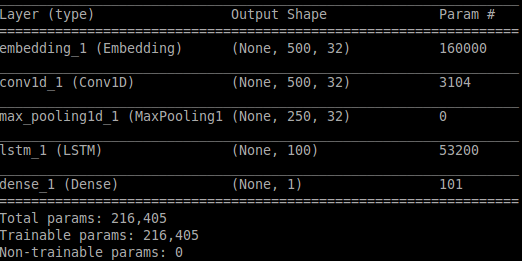 Layer (type) Output Shape Param #
embedding_1 (Embedding) (None, 500, 32) 160000
conv1d_1 (Conv1D) (None, 500, 32) 3104
max_pooling1d_1 (MaxPooling1 (None, 250, 32) 0
lstm_1 (LSTM) (None, 100) 53200
dense_1 (Dense) (None, 1) 101
Total params: 216,405
Trainable params: 216,405
Non-trainable params: 0